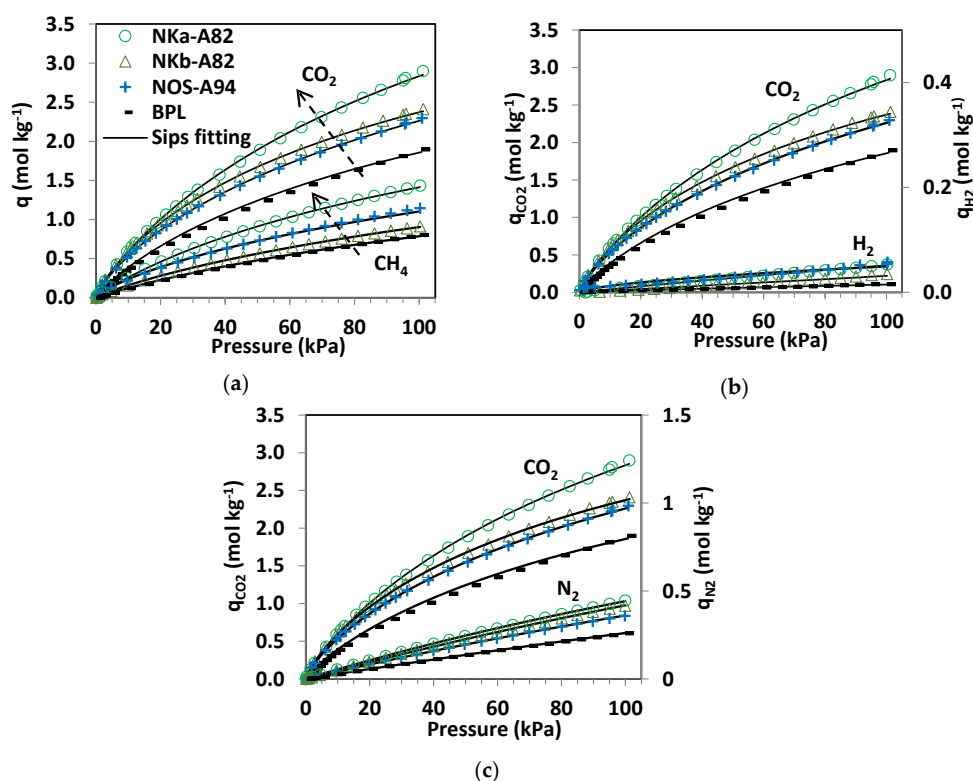 3.5
3.0
2.5
2.0
1.5
1.0
0.5
0.0
q (mol kg⁻¹)
NKa-A82
NKb-A82
NOS-A94
BPL
Sips fitting
CO₂
CH₄
0 20 40 60 80 100
Pressure (kPa)
(a)
3.5
3.0
2.5
2.0
1.5
1.0
0.5
0.0
q_CO2 (mol kg⁻¹)
CO₂
H₂
0.4
0.2
0.0
q_H2 (mol kg⁻¹)
0 20 40 60 80 100
Pressure (kPa)
(b)
3.5
3.0
2.5
2.0
1.5
1.0
0.5
0.0
q_CO2 (mol kg⁻¹)
CO₂
N₂
1.5
1
0.5
0
q_N2 (mol kg⁻¹)
0 20 40 60 80 100
Pressure (kPa)
(c)